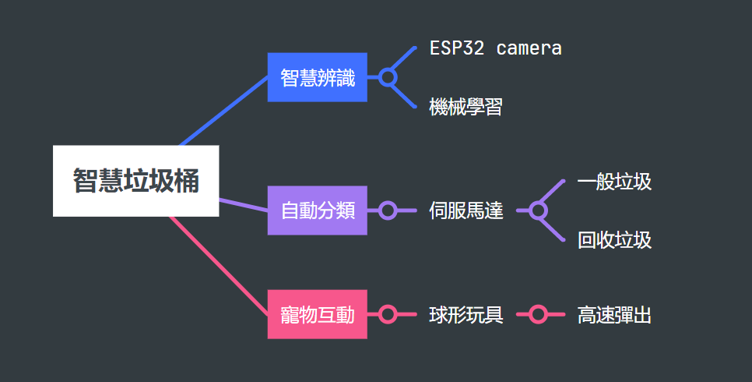 智慧垃圾桶
智慧辨識
ESP32 camera
機械學習
自動分類
伺服馬達
一般垃圾
回收垃圾
寵物互動
球形玩具
高速彈出